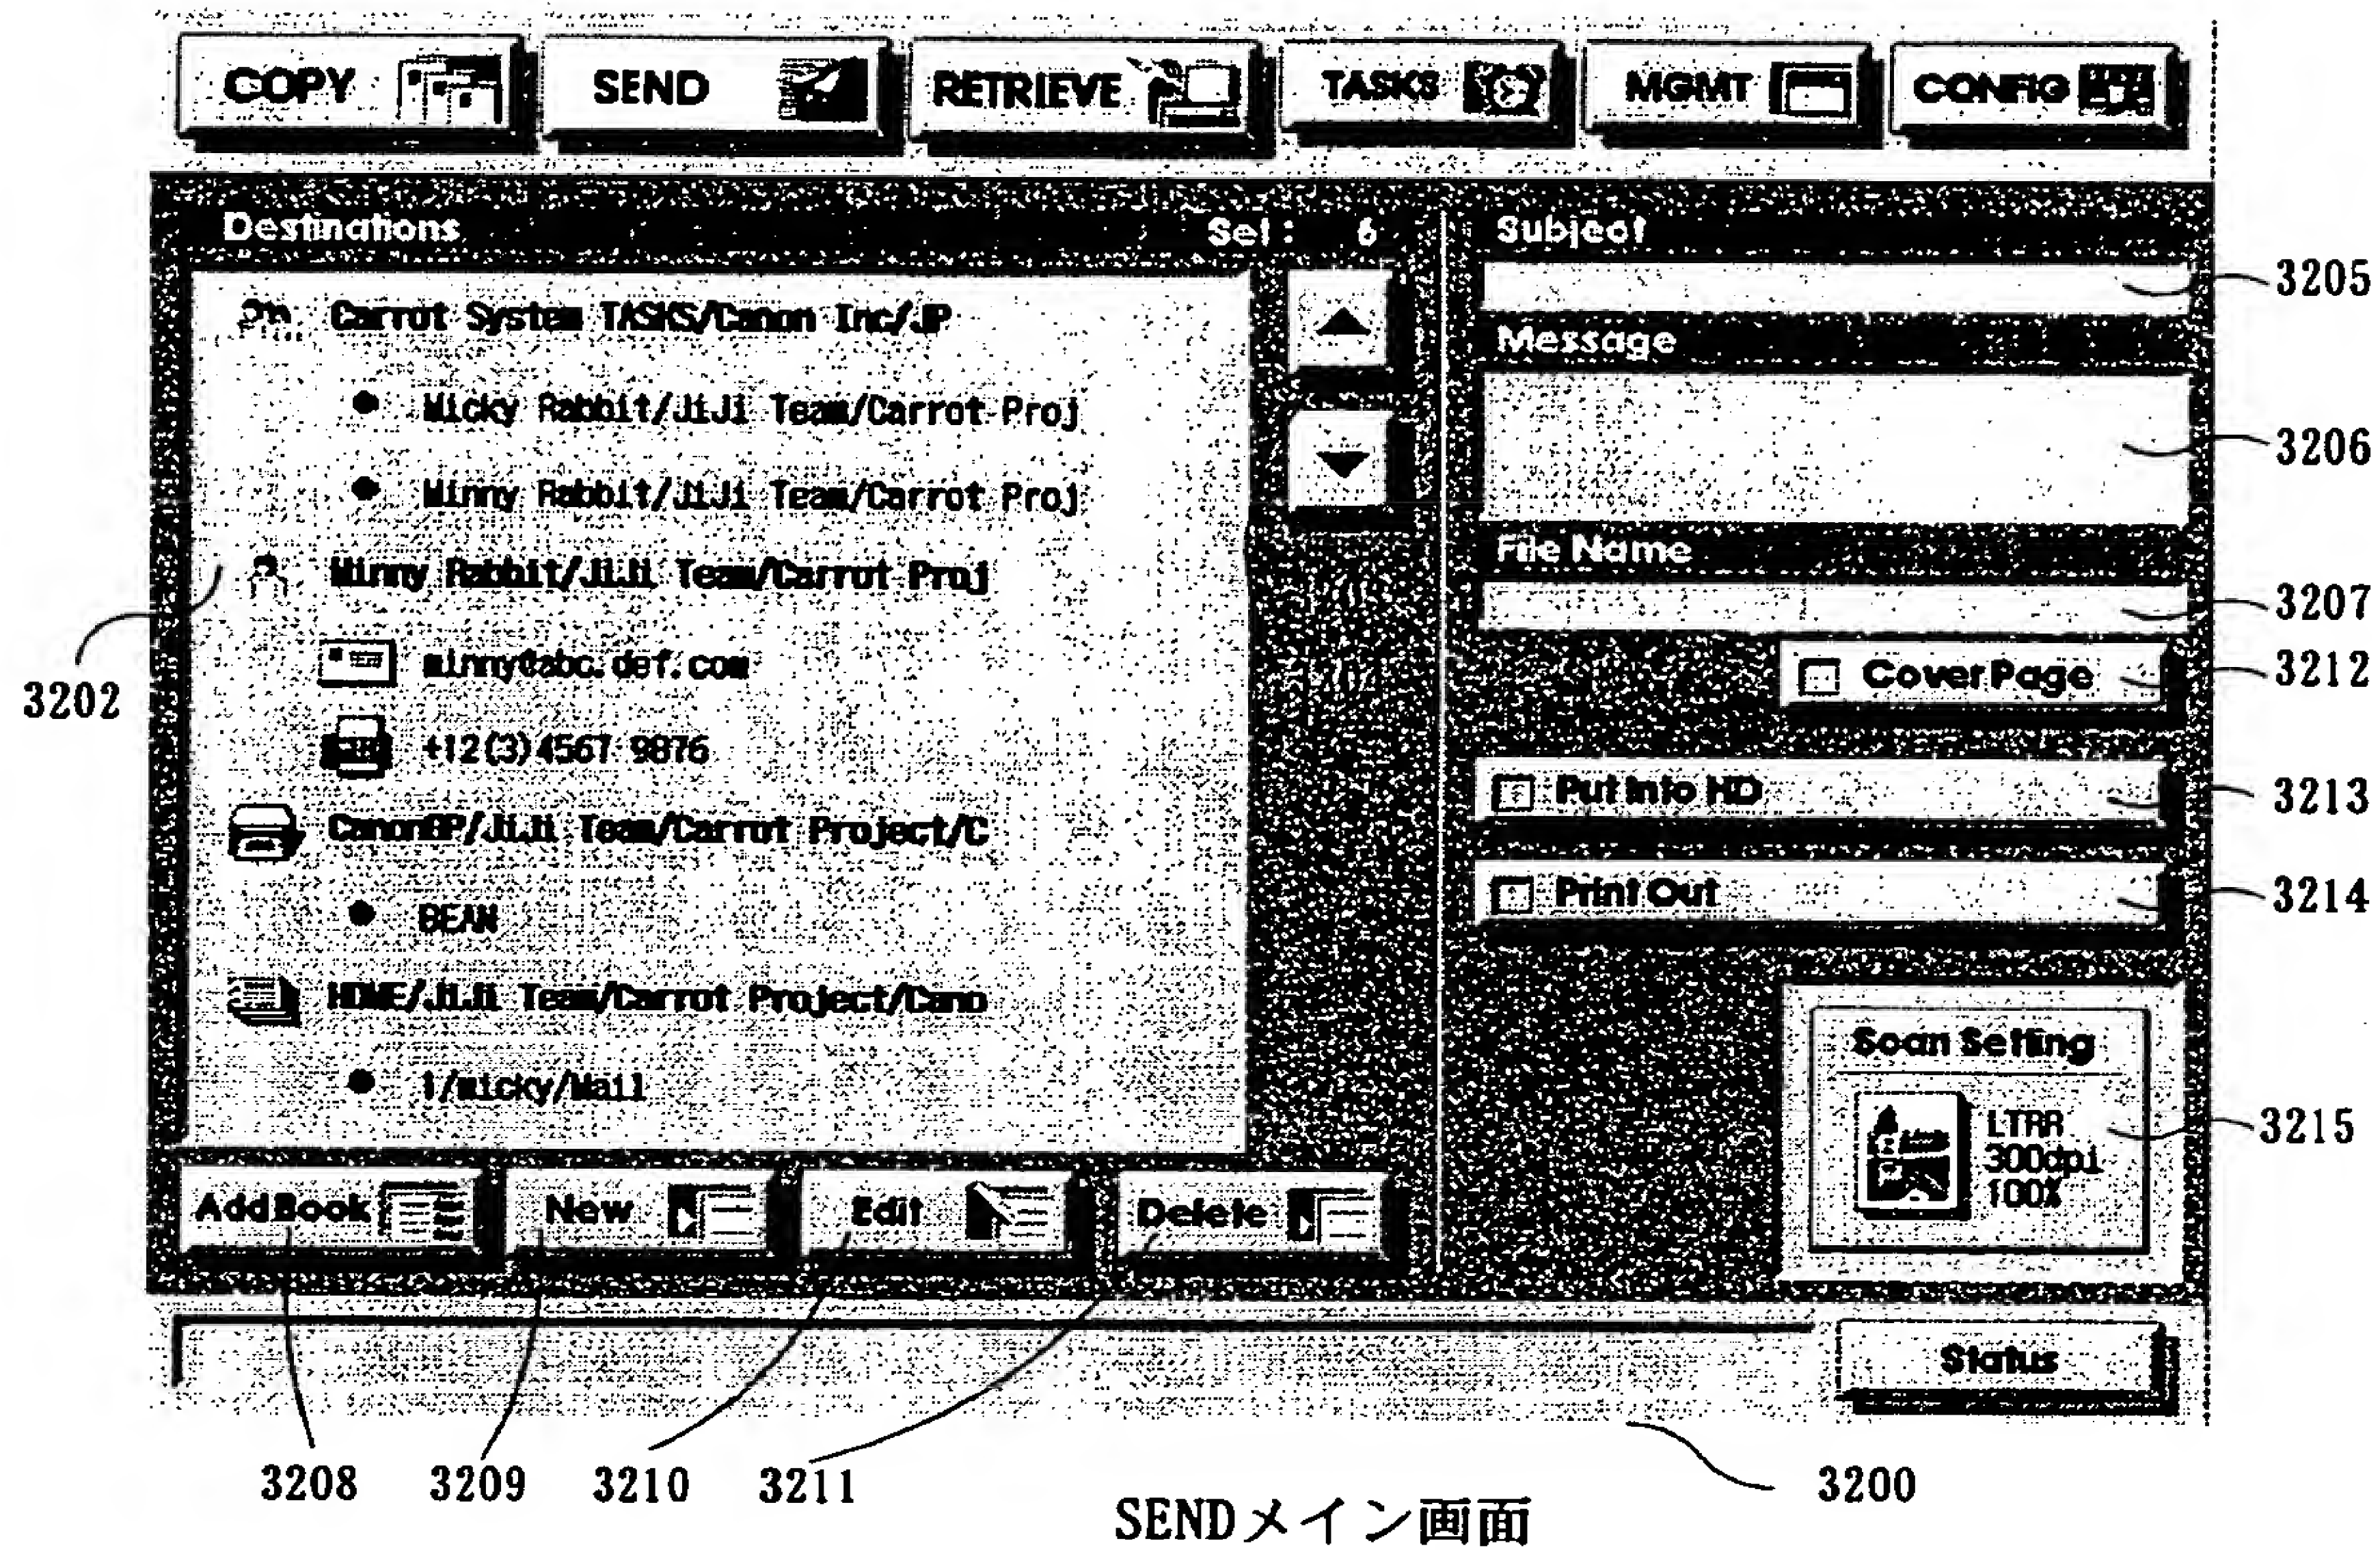 COPY SEND RETRIEVE TASKS MGMT CONFIG
Destinations Sel: 6
Carrot System TASKS/Canon Inc/JP
Micky Rabbit/JiJi Team/Carrot Proj
Minny Rabbit/JiJi Team/Carrot Proj
Minny Rabbit/JiJi Team/Carrot Proj
minny@abc.def.com
+12(3)4567 9876
CanonBP/JiJi Team/Carrot Project/C
BEAN
HOME/JiJi Team/Carrot Project/Cano
1/micky/Mail
AddBook New Edit Delete
Subject
Message
File Name
Cover Page
Put Into HD
Print Out
Scan Setting
LTRR
300dpi
100%
Status
3202
3205
3206
3207
3212
3213
3214
3215
3208 3209 3210 3211 3200
SENDメイン画面